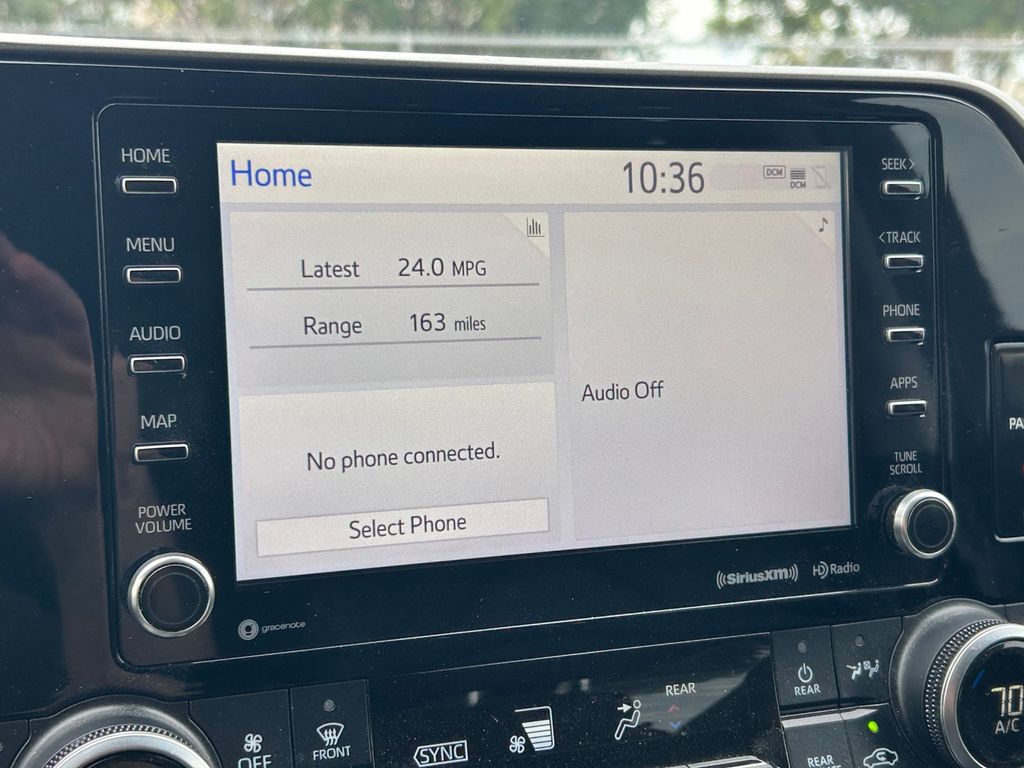 HOME
MENU
AUDIO
MAP
POWER
VOLUME
Home
10:36
DCM
DCM
Latest 24.0 MPG
Range 163 miles
No phone connected.
Select Phone
Audio Off
SEEK>
<TRACK
PHONE
APPS
TUNE
SCROLL
gracenote
((SiriusXM))
HD Radio
OFF
FRONT
SYNC
REAR
REAR
REAR
70
A/C
PA